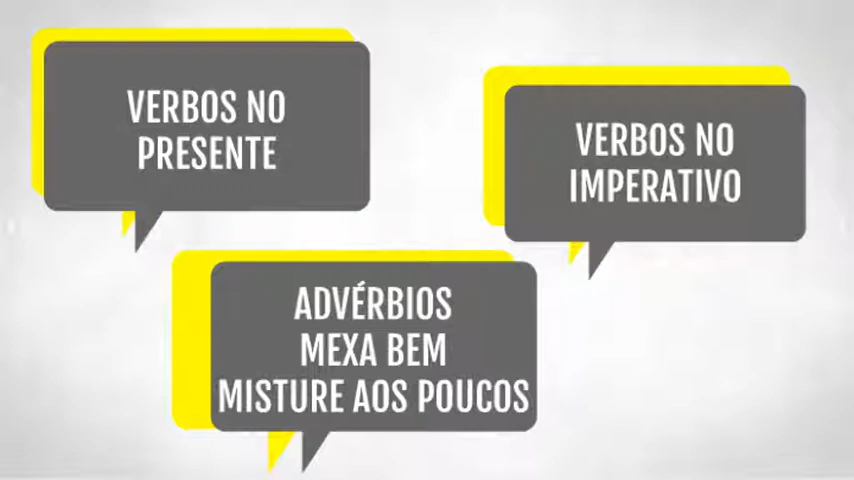 VERBOS NO
PRESENTE
VERBOS NO
IMPERATIVO
ADVÉRBIOS
MEXA BEM
MISTURE AOS POUCOS